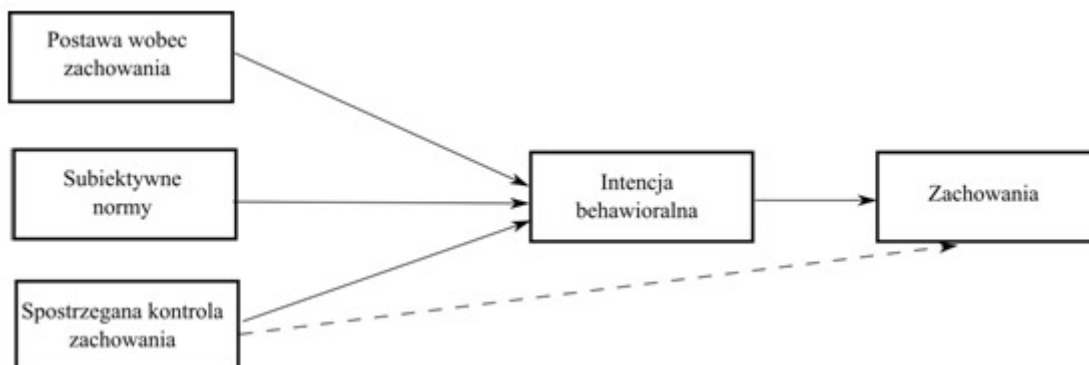 Postawa wobec
zachowania
Subiektywne
normy
Spostrzegana kontrola
zachowania
Intencja
behawioralna
Zachowania